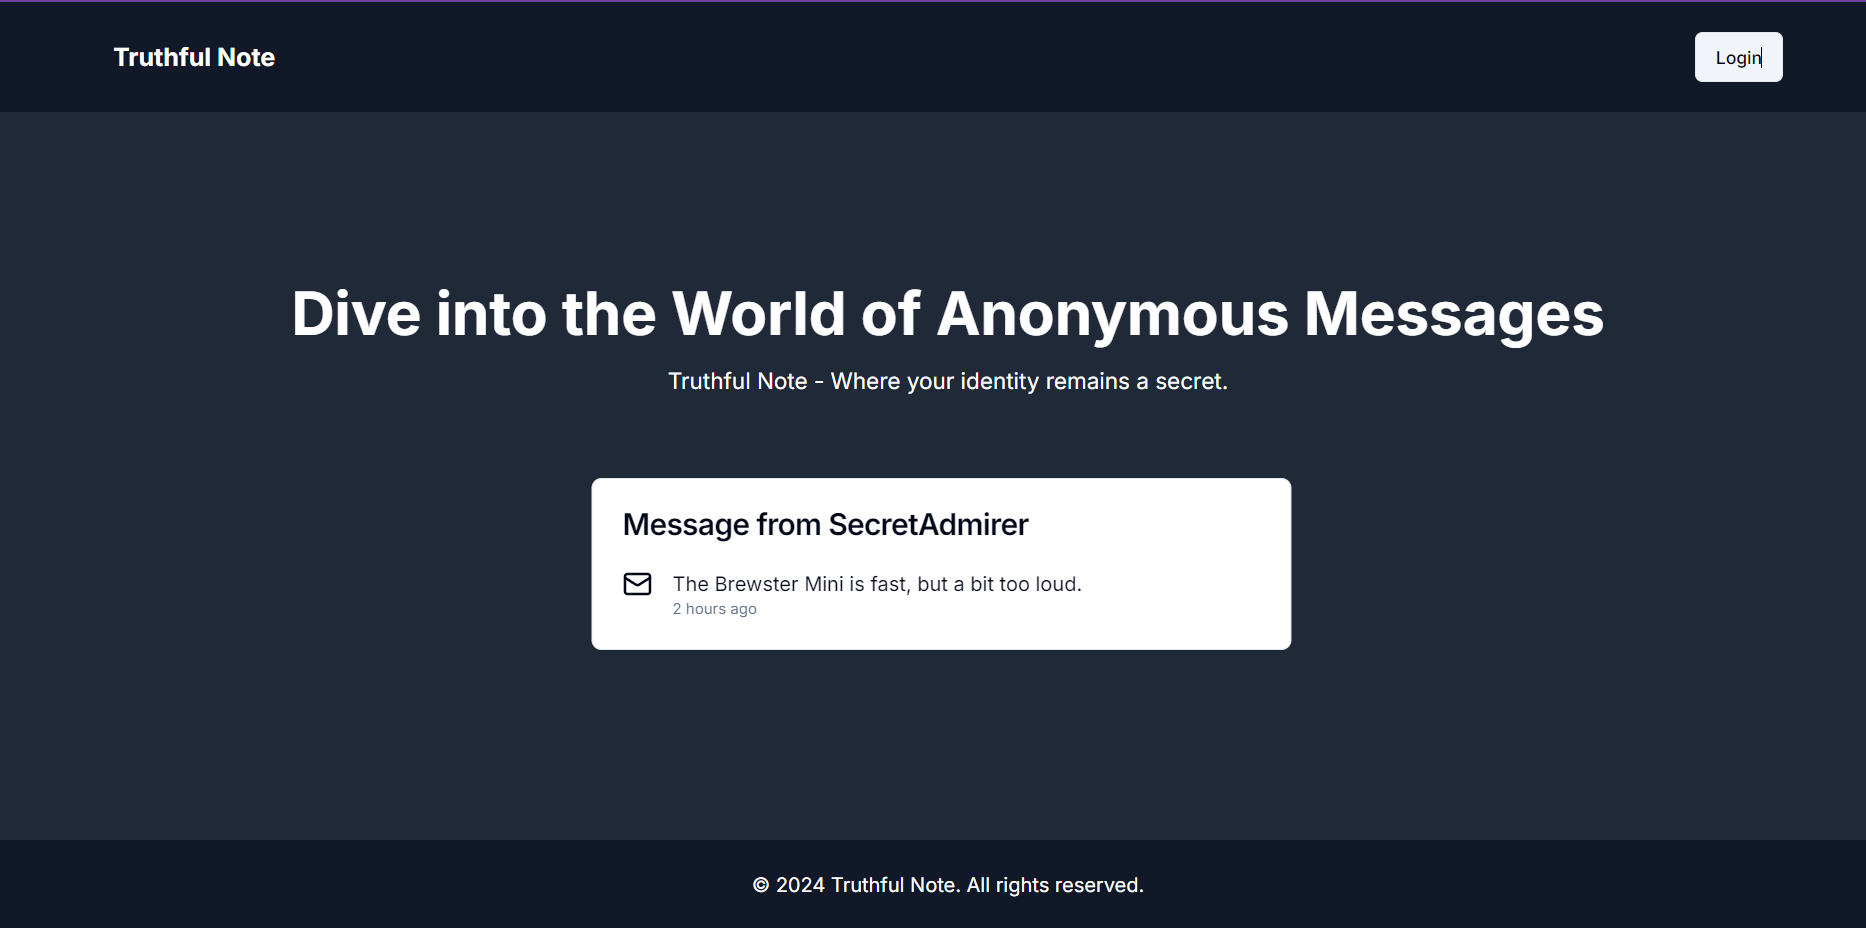 Truthful Note
Login
Dive into the World of Anonymous Messages
Truthful Note - Where your identity remains a secret.
Message from SecretAdmirer
The Brewster Mini is fast, but a bit too loud.
2 hours ago
© 2024 Truthful Note. All rights reserved.